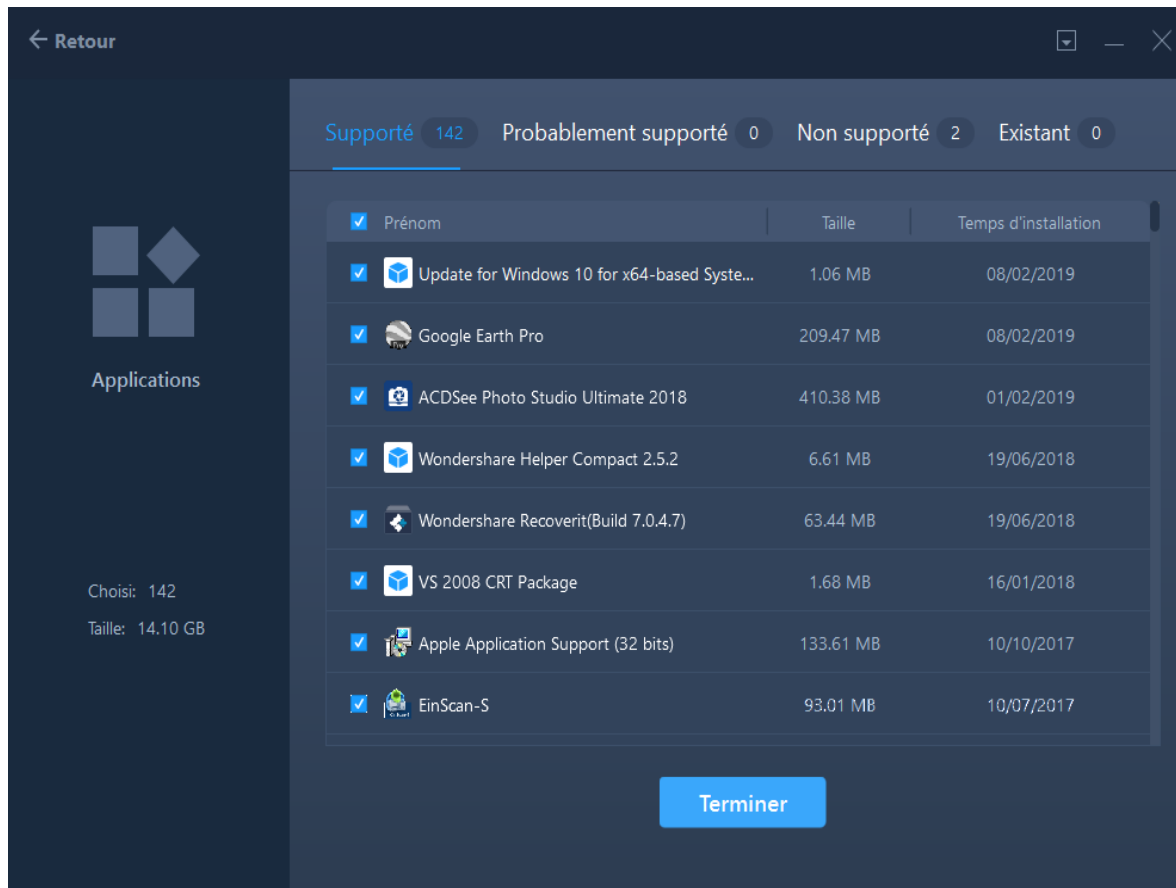 Retour
Supporté 142 Probablement supporté 0 Non supporté 2 Existant 0
Prénom Taille Temps d'installation
Update for Windows 10 for x64-based Syste... 1.06 MB 08/02/2019
Google Earth Pro 209.47 MB 08/02/2019
ACDSee Photo Studio Ultimate 2018 410.38 MB 01/02/2019
Wondershare Helper Compact 2.5.2 6.61 MB 19/06/2018
Wondershare Recoverit(Build 7.0.4.7) 63.44 MB 19/06/2018
VS 2008 CRT Package 1.68 MB 16/01/2018
Apple Application Support (32 bits) 133.61 MB 10/10/2017
EinScan-S 93.01 MB 10/07/2017
Applications
Choisi: 142
Taille: 14.10 GB
Terminer